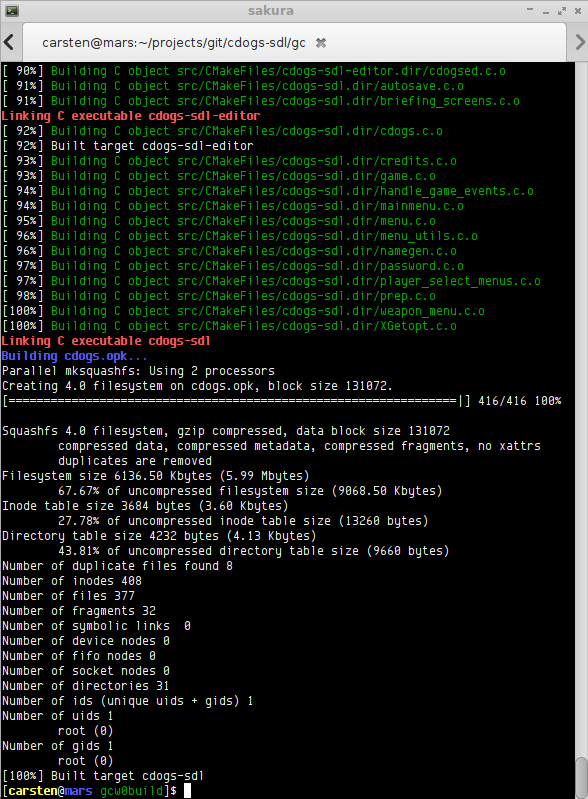 sakura
carsten@mars:~/projects/git/cdogs-sdl/gc
[ 90%] Building C object src/CMakeFiles/cdogs-sdl-editor.dir/cdogsed.c.o
[ 91%] Building C object src/CMakeFiles/cdogs-sdl.dir/autosave.c.o
[ 91%] Building C object src/CMakeFiles/cdogs-sdl.dir/briefing_screens.c.o
Linking C executable cdogs-sdl-editor
[ 92%] Building C object src/CMakeFiles/cdogs-sdl.dir/cdogs.c.o
[ 92%] Built target cdogs-sdl-editor
[ 93%] Building C object src/CMakeFiles/cdogs-sdl.dir/credits.c.o
[ 93%] Building C object src/CMakeFiles/cdogs-sdl.dir/game.c.o
[ 94%] Building C object src/CMakeFiles/cdogs-sdl.dir/handle_game_events.c.o
[ 94%] Building C object src/CMakeFiles/cdogs-sdl.dir/mainmenu.c.o
[ 95%] Building C object src/CMakeFiles/cdogs-sdl.dir/menu.c.o
[ 96%] Building C object src/CMakeFiles/cdogs-sdl.dir/menu_utils.c.o
[ 96%] Building C object src/CMakeFiles/cdogs-sdl.dir/namegen.c.o
[ 97%] Building C object src/CMakeFiles/cdogs-sdl.dir/password.c.o
[ 97%] Building C object src/CMakeFiles/cdogs-sdl.dir/player_select_menus.c.o
[ 98%] Building C object src/CMakeFiles/cdogs-sdl.dir/prep.c.o
[100%] Building C object src/CMakeFiles/cdogs-sdl.dir/weapon_menu.c.o
[100%] Building C object src/CMakeFiles/cdogs-sdl.dir/XGetopt.c.o
Linking C executable cdogs-sdl
Building cdogs.opk...
Parallel mksquashfs: Using 2 processors
Creating 4.0 filesystem on cdogs.opk, block size 131072.
[================================================================|] 416/416 100%
Squashfs 4.0 filesystem, gzip compressed, data block size 131072
compressed data, compressed metadata, compressed fragments, no xattrs
duplicates are removed
Filesystem size 6136.50 Kbytes (5.99 Mbytes)
67.67% of uncompressed filesystem size (9068.50 Kbytes)
Inode table size 3684 bytes (3.60 Kbytes)
27.78% of uncompressed inode table size (13260 bytes)
Directory table size 4232 bytes (4.13 Kbytes)
43.81% of uncompressed directory table size (9660 bytes)
Number of duplicate files found 8
Number of inodes 408
Number of files 377
Number of fragments 32
Number of symbolic links  0
Number of device nodes 0
Number of fifo nodes 0
Number of socket nodes 0
Number of directories 31
Number of ids (unique uids + gids) 1
Number of uids 1
root (0)
Number of gids 1
root (0)
[100%] Built target cdogs-sdl
[carsten@mars gcw0build]$